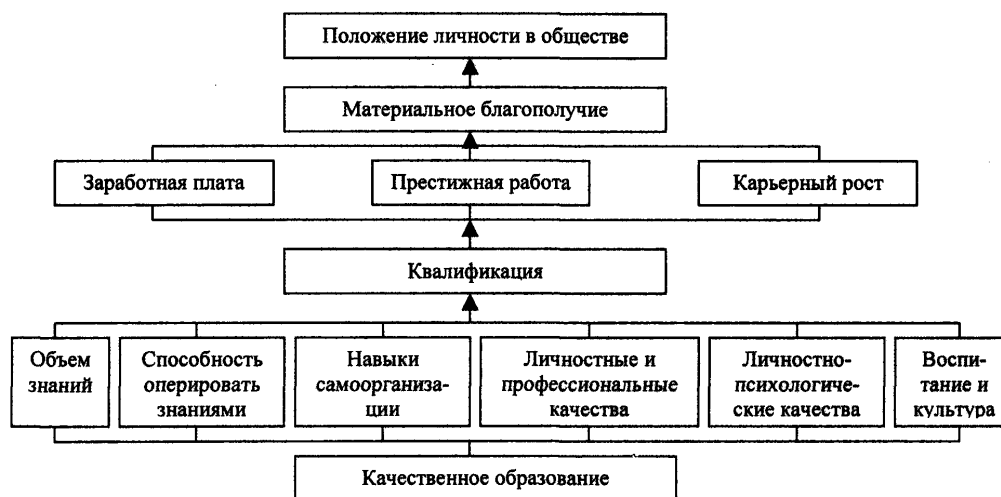 Положение личности в обществе
Материальное благополучие
Заработная плата
Престижная работа
Карьерный рост
Квалификация
Объем
знаний
Способность
оперировать
знаниями
Навыки
самоорганиза-
ции
Личностные и
профессиональные
качества
Личностно-
психологиче-
ские качества
Воспи-
тание и
культура
Качественное образование